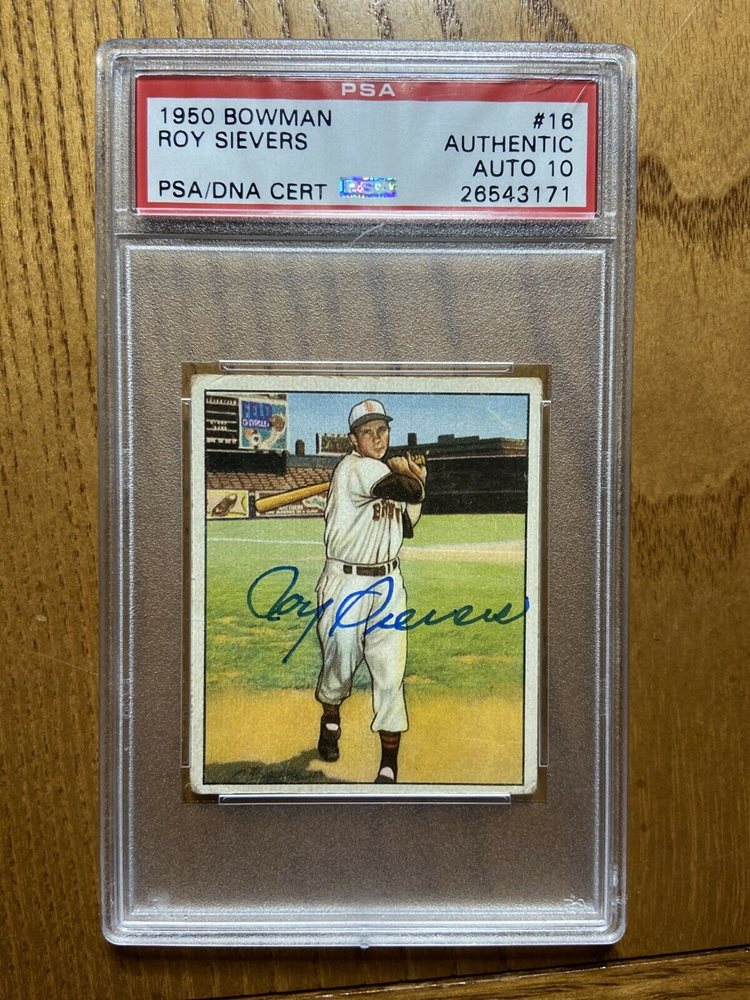 PSA
1950 BOWMAN #16
ROY SIEVERS AUTHENTIC
AUTO 10
PSA/DNA CERT 26543171
Roy Sievers